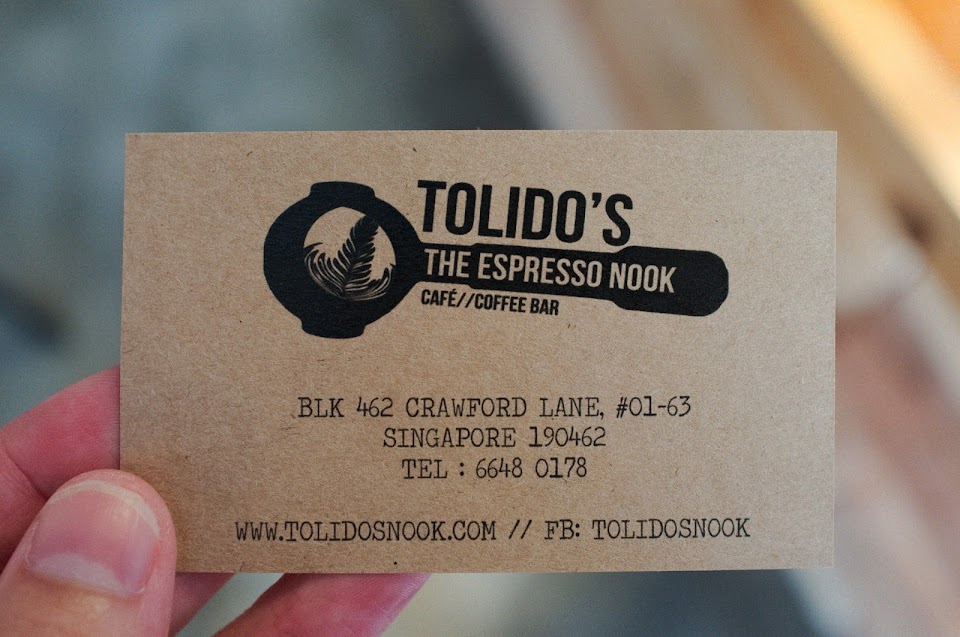 TOLIDO'S
THE ESPRESSO NOOK
CAFÉ//COFFEE BAR
BLK 462 CRAWFORD LANE, #01-63
SINGAPORE 190462
TEL : 6648 0178
WWW.TOLIDOSNOOK.COM // FB: TOLIDOSNOOK